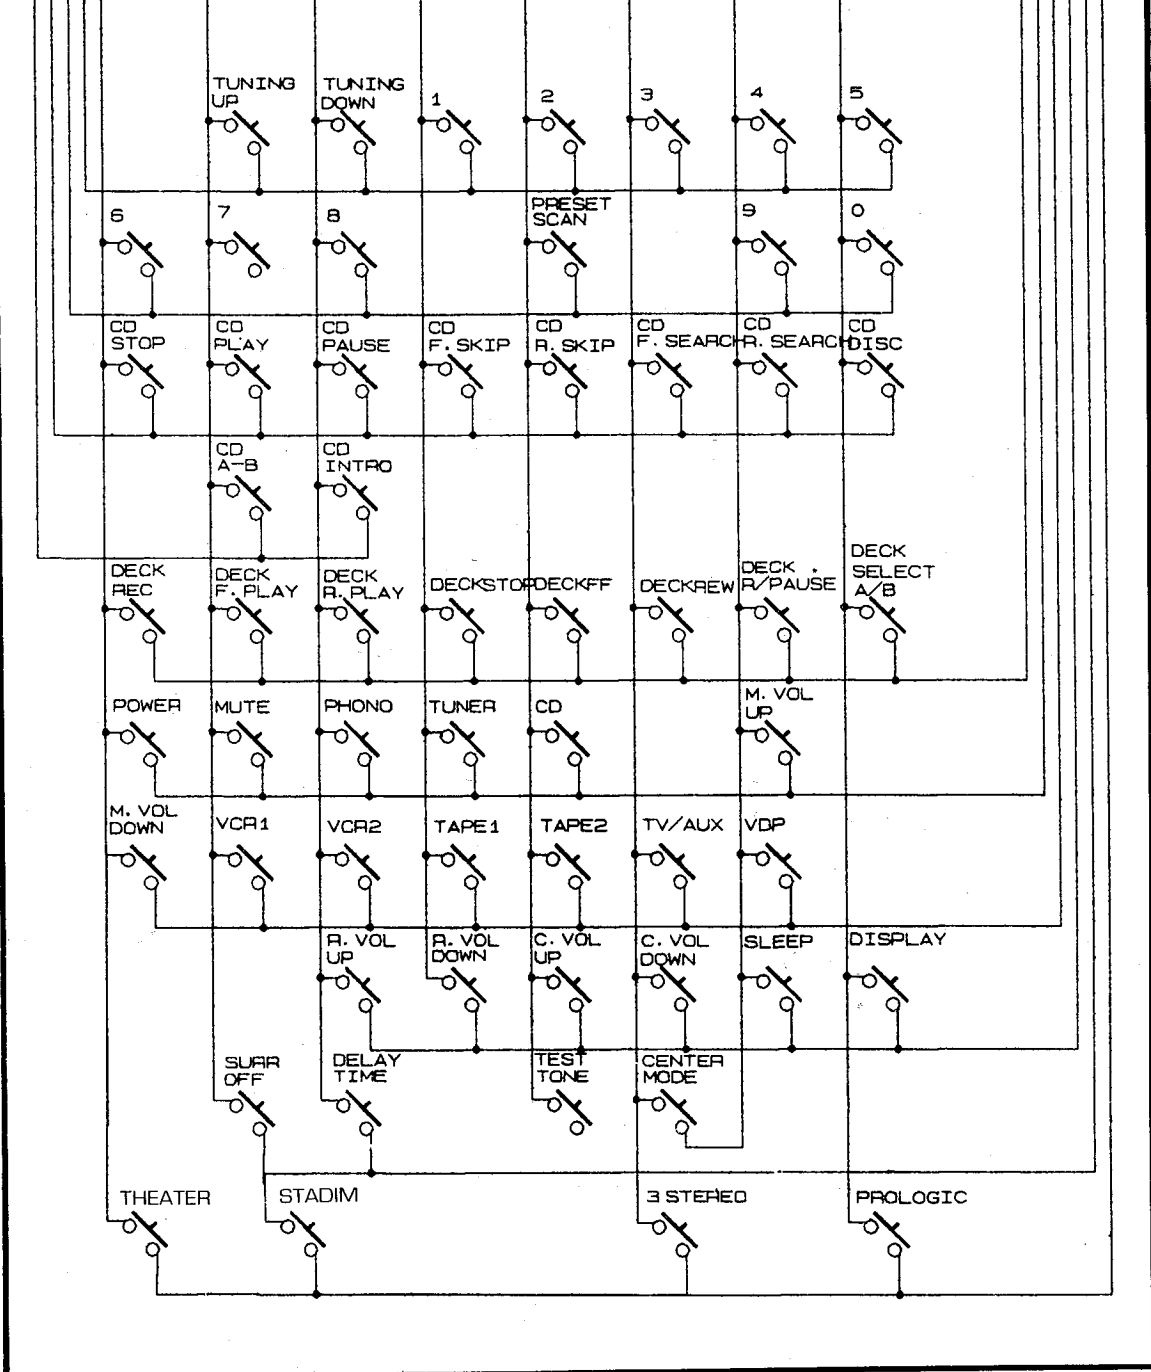 TUNING UP
TUNING DOWN
1
2
3
4
5
6
7
8
PRESET SCAN
9
0
CD STOP
CD PLAY
CD PAUSE
CD F. SKIP
CD R. SKIP
CD F. SEARCH
CD R. SEARCH
CD DISC
CD A-B
CD INTRO
DECK REC
DECK F. PLAY
DECK R. PLAY
DECKSTOP
DECKFF
DECKREW
DECK R/PAUSE
DECK SELECT A/B
POWER
MUTE
PHONO
TUNER
CD
M. VOL UP
M. VOL DOWN
VCR1
VCR2
TAPE1
TAPE2
TV/AUX
VDP
R. VOL UP
R. VOL DOWN
C. VOL UP
C. VOL DOWN
SLEEP
DISPLAY
SURR OFF
DELAY TIME
TEST TONE
CENTER MODE
THEATER
STADIM
3 STEREO
PROLOGIC